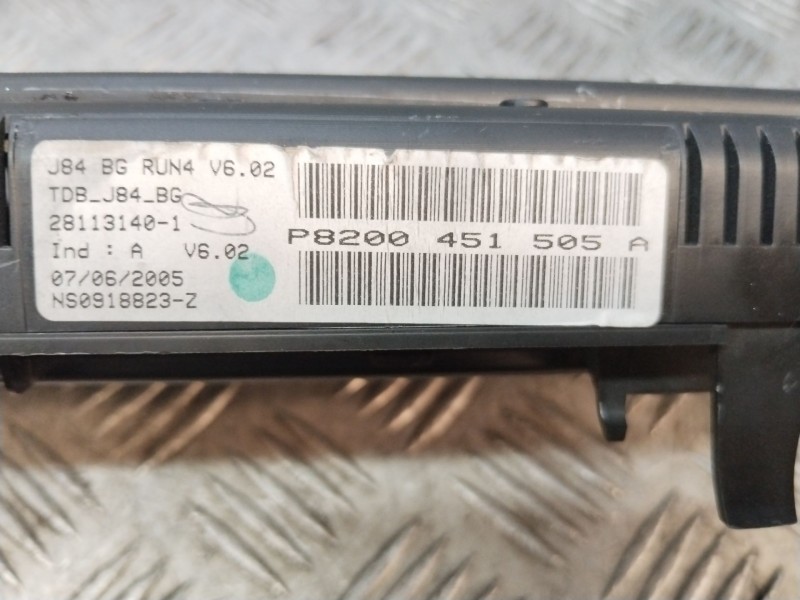 J84 BG RUN4 V6.02
TDB_J84_BG
28113140-1
Ind : A V6.02
07/06/2005
NS0918823-Z
P8200 451 505 A